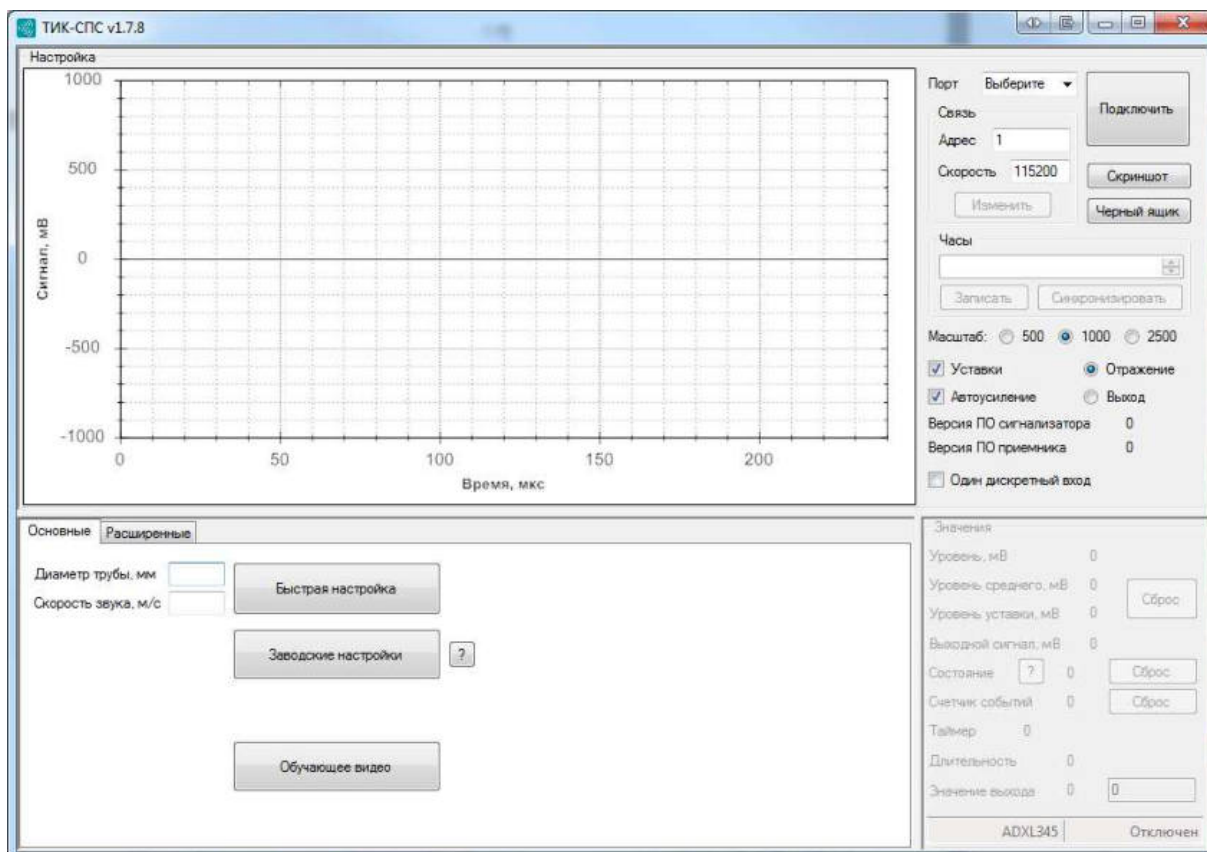 ТИК-СПС v1.7.8
Настройка
1000
500
0
-500
-1000
Сигнал, мВ
0 50 100 150 200
Время, мкс
Порт Выберите
Подключить
Связь
Адрес 1
Скорость 115200
Изменить
Скриншот
Черный ящик
Часы
Записать Синхронизировать
Масштаб: 500 1000 2500
Уставки Отражение
Автоусиление Выход
Версия ПО сигнализатора 0
Версия ПО приемника 0
Один дискретный вход
Основные Расширенные
Диаметр трубы, мм
Скорость звука, м/с
Быстрая настройка
Заводские настройки ?
Обучающее видео
Значения
Уровень, мВ 0
Уровень среднего, мВ 0
Уровень уставки, мВ 0
Сброс
Выходной сигнал, мВ 0
Состояние ? 0 Сброс
Счетчик событий 0 Сброс
Таймер 0
Длительность 0
Значение выхода 0 0
ADXL345 Отключен